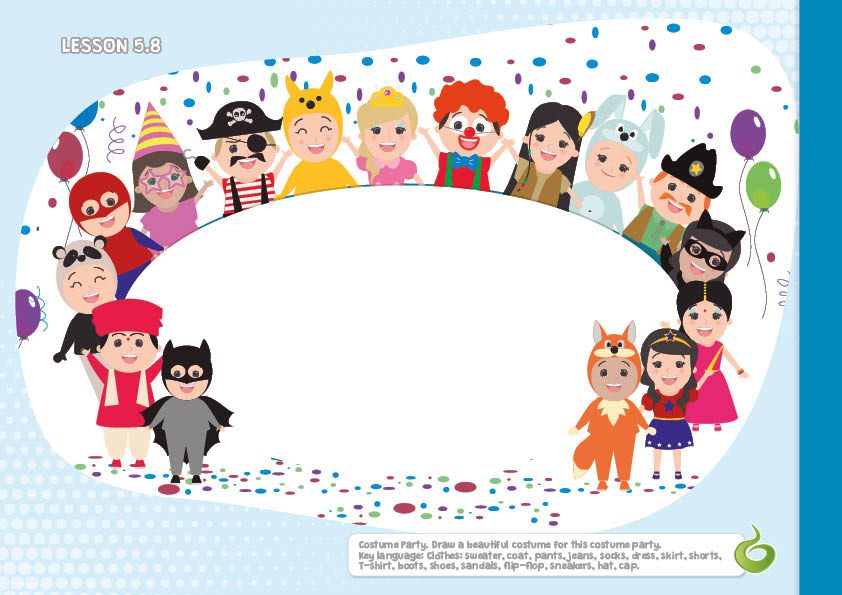 LESSON 5.8
Costume Party. Draw a beautiful costume for this costume party.
Key language: Clothes: sweater, coat, pants, jeans, socks, dress, skirt, shorts,
T-shirt, boots, shoes, sandals, flip-flop, sneakers, hat, cap.